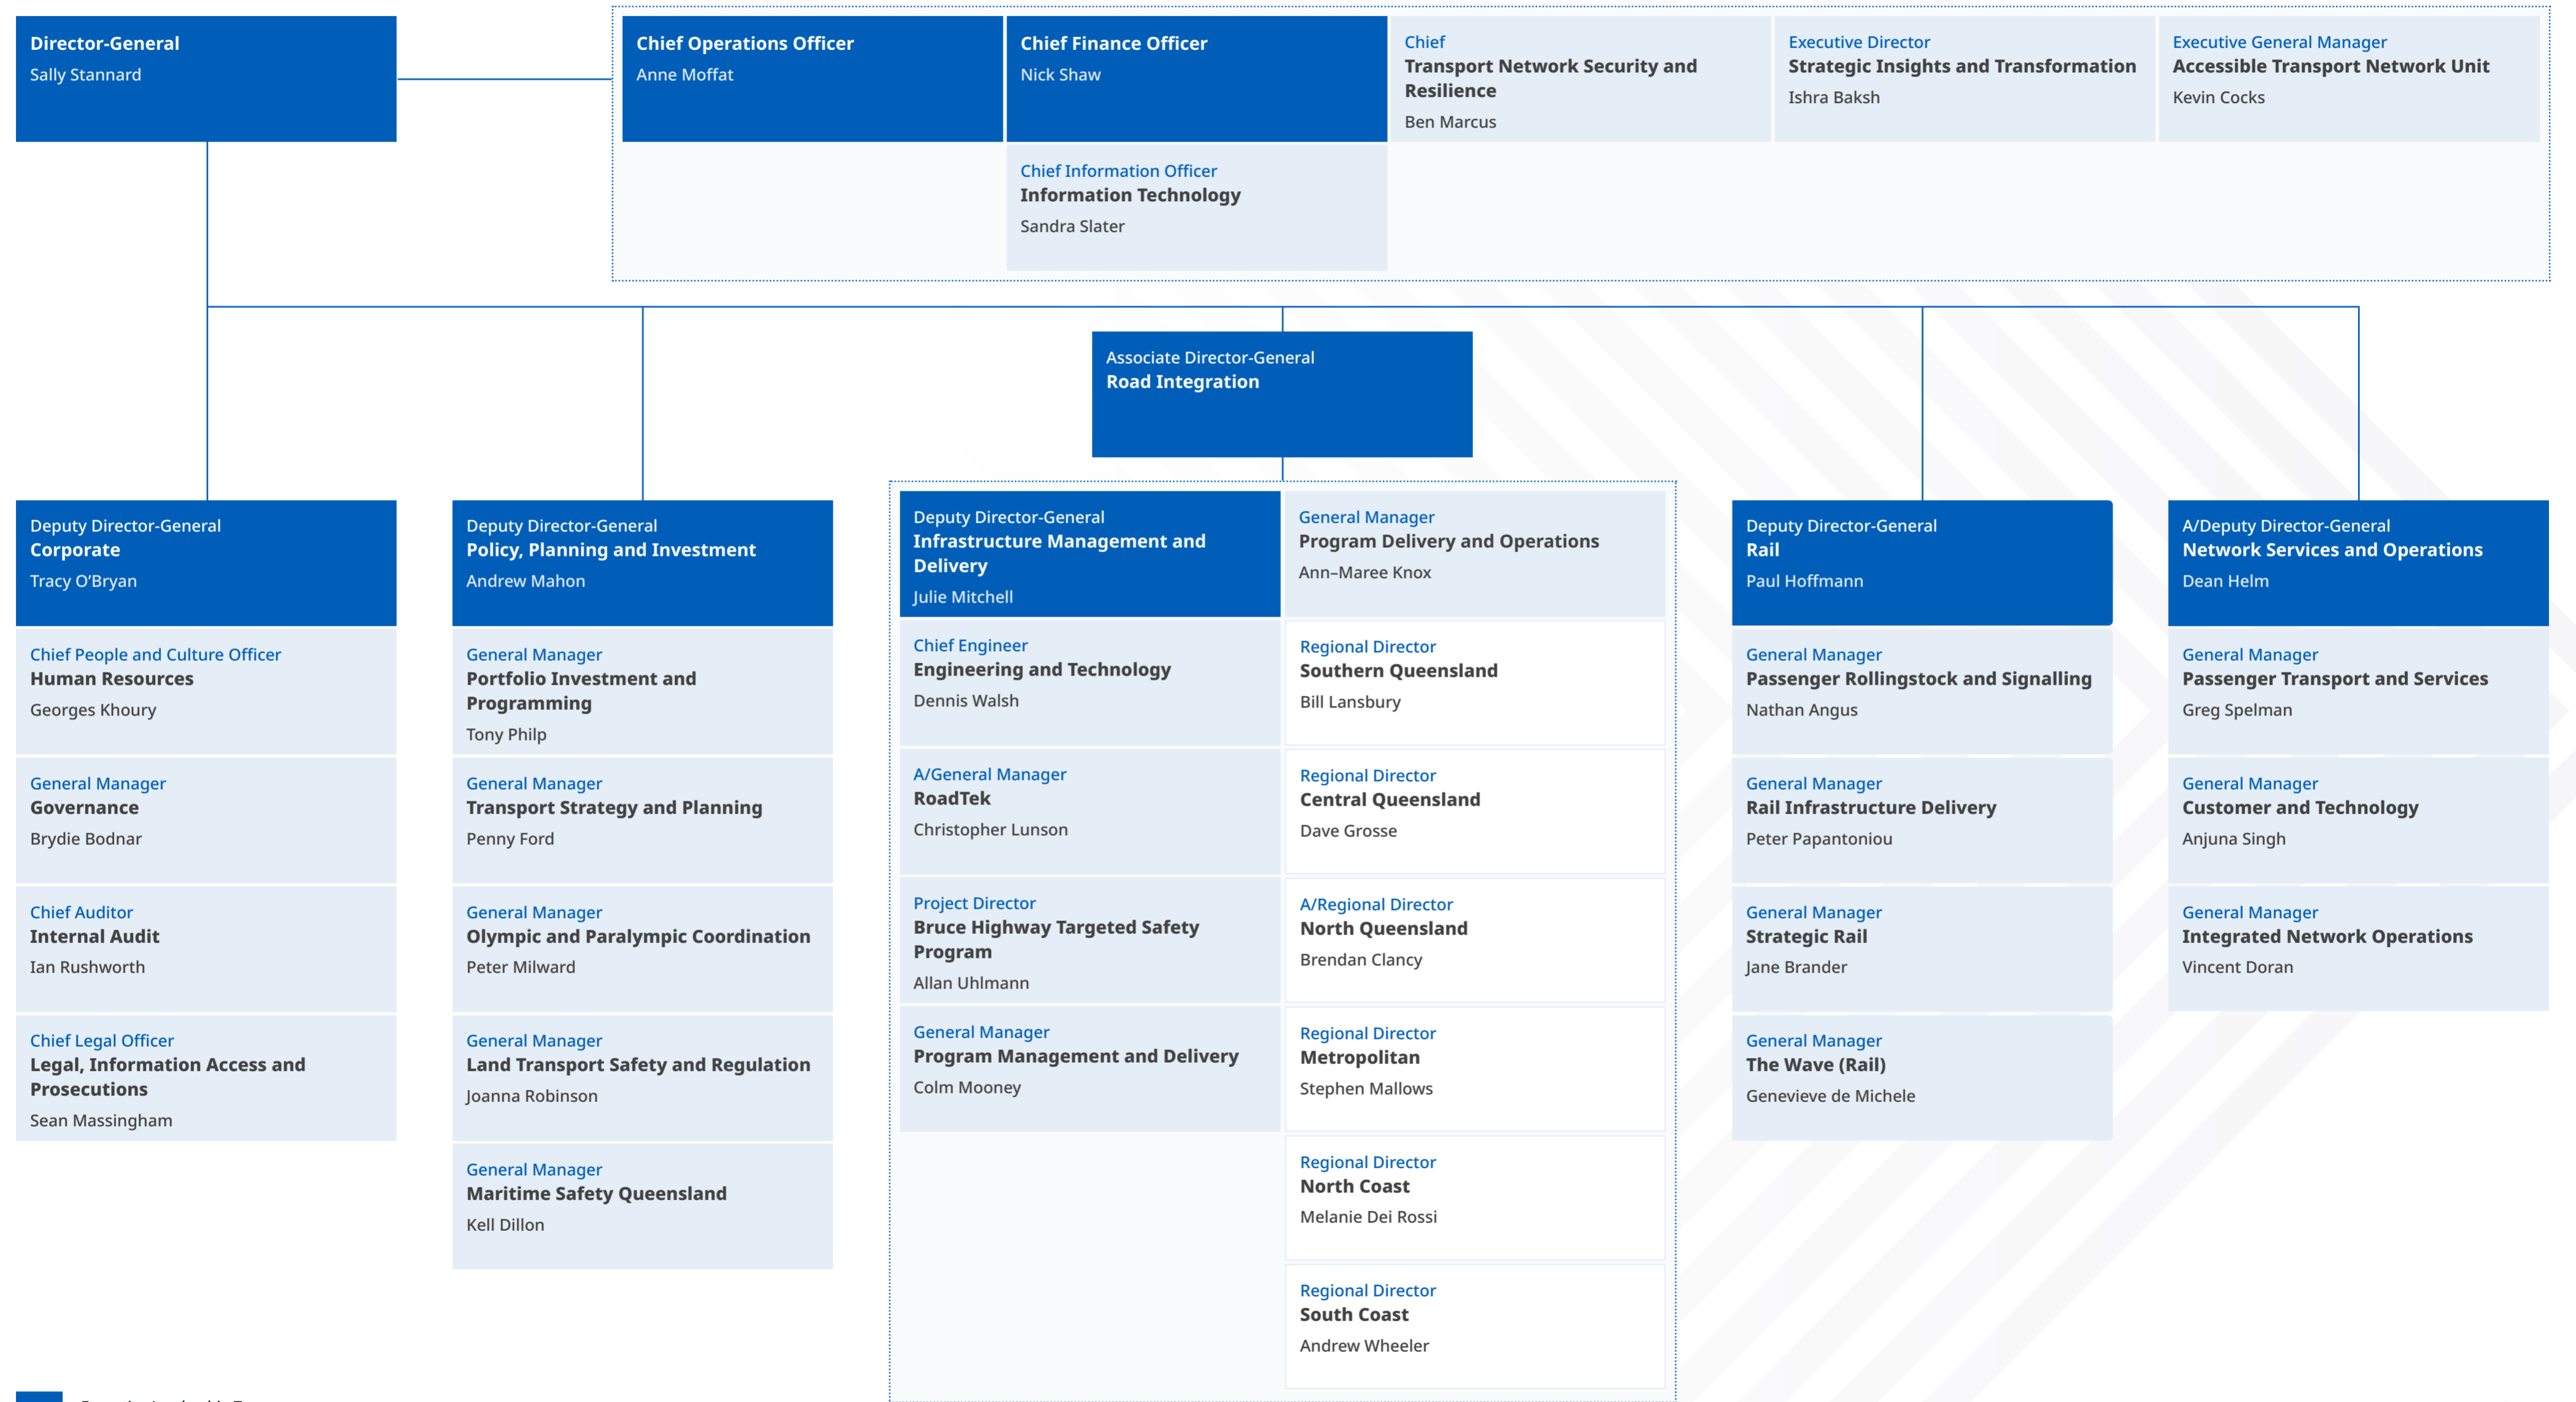 Director-General
Sally Stannard
Chief Operations Officer
Anne Moffat
Chief Finance Officer
Nick Shaw
Chief
Transport Network Security and
Resilience
Ben Marcus
Executive Director
Strategic Insights and Transformation
Ishra Baksh
Executive General Manager
Accessible Transport Network Unit
Kevin Cocks
Chief Information Officer
Information Technology
Sandra Slater
Associate Director-General
Road Integration
Deputy Director-General
Corporate
Tracy O’Bryan
Chief People and Culture Officer
Human Resources
Georges Khoury
General Manager
Governance
Brydie Bodnar
Chief Auditor
Internal Audit
Ian Rushworth
Chief Legal Officer
Legal, Information Access and
Prosecutions
Sean Massingham
Deputy Director-General
Policy, Planning and Investment
Andrew Mahon
General Manager
Portfolio Investment and
Programming
Tony Philp
General Manager
Transport Strategy and Planning
Penny Ford
General Manager
Olympic and Paralympic Coordination
Peter Milward
General Manager
Land Transport Safety and Regulation
Joanna Robinson
General Manager
Maritime Safety Queensland
Kell Dillon
Deputy Director-General
Infrastructure Management and
Delivery
Julie Mitchell
Chief Engineer
Engineering and Technology
Dennis Walsh
A/General Manager
RoadTek
Christopher Lunson
Project Director
Bruce Highway Targeted Safety
Program
Allan Uhlmann
General Manager
Program Management and Delivery
Colm Mooney
General Manager
Program Delivery and Operations
Ann–Maree Knox
Regional Director
Southern Queensland
Bill Lansbury
Regional Director
Central Queensland
Dave Grosse
A/Regional Director
North Queensland
Brendan Clancy
Regional Director
Metropolitan
Stephen Mallows
Regional Director
North Coast
Melanie Dei Rossi
Regional Director
South Coast
Andrew Wheeler
Deputy Director-General
Rail
Paul Hoffmann
General Manager
Passenger Rollingstock and Signalling
Nathan Angus
General Manager
Rail Infrastructure Delivery
Peter Papantoniou
General Manager
Strategic Rail
Jane Brander
General Manager
The Wave (Rail)
Genevieve de Michele
A/Deputy Director-General
Network Services and Operations
Dean Helm
General Manager
Passenger Transport and Services
Greg Spelman
General Manager
Customer and Technology
Anjuna Singh
General Manager
Integrated Network Operations
Vincent Doran